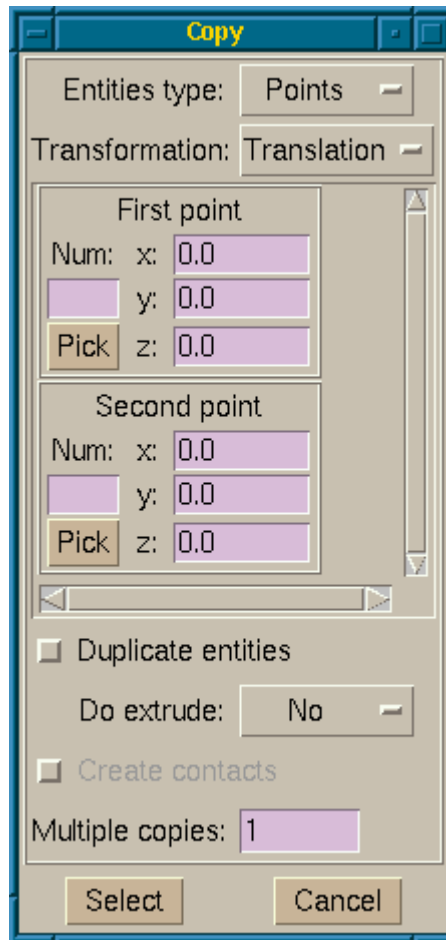 Copy
Entities type: Points
Transformation: Translation
First point
Num: x: 0.0
y: 0.0
Pick z: 0.0
Second point
Num: x: 0.0
y: 0.0
Pick z: 0.0
Duplicate entities
Do extrude: No
Create contacts
Multiple copies: 1
Select Cancel